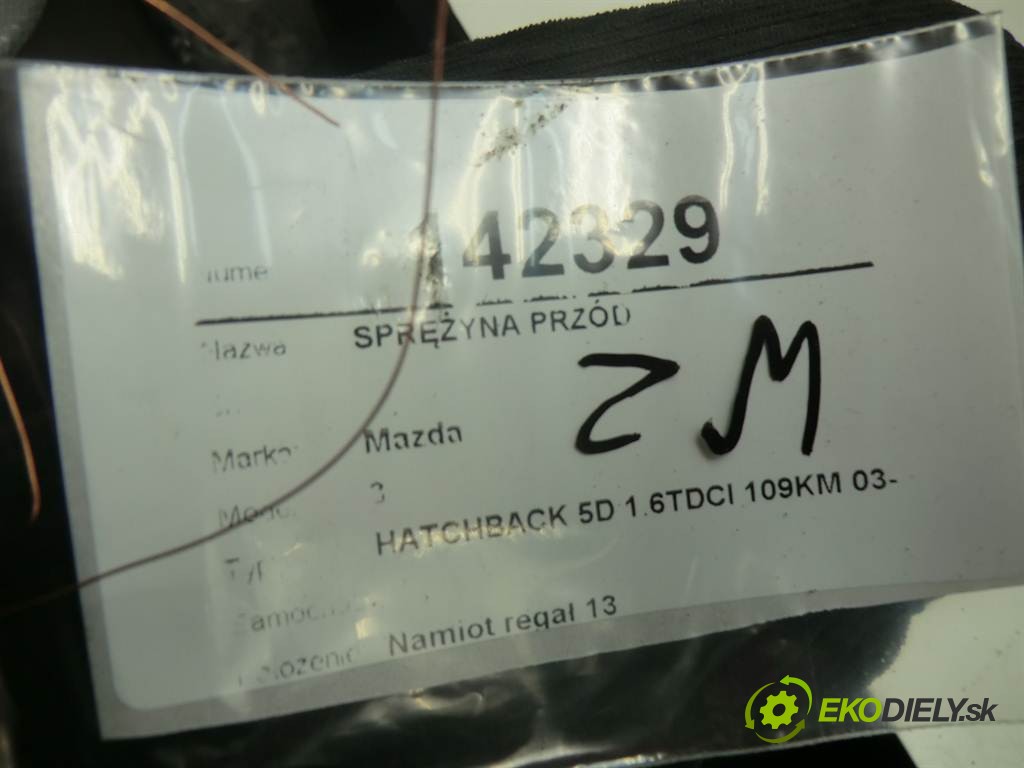 142329
SPRĘŻYNA PRZÓD
Mazda
ZM
3
HATCHBACK 5D 1.6TDCI 109KM 03-
Namiot regał 13
EKODIELY.sk